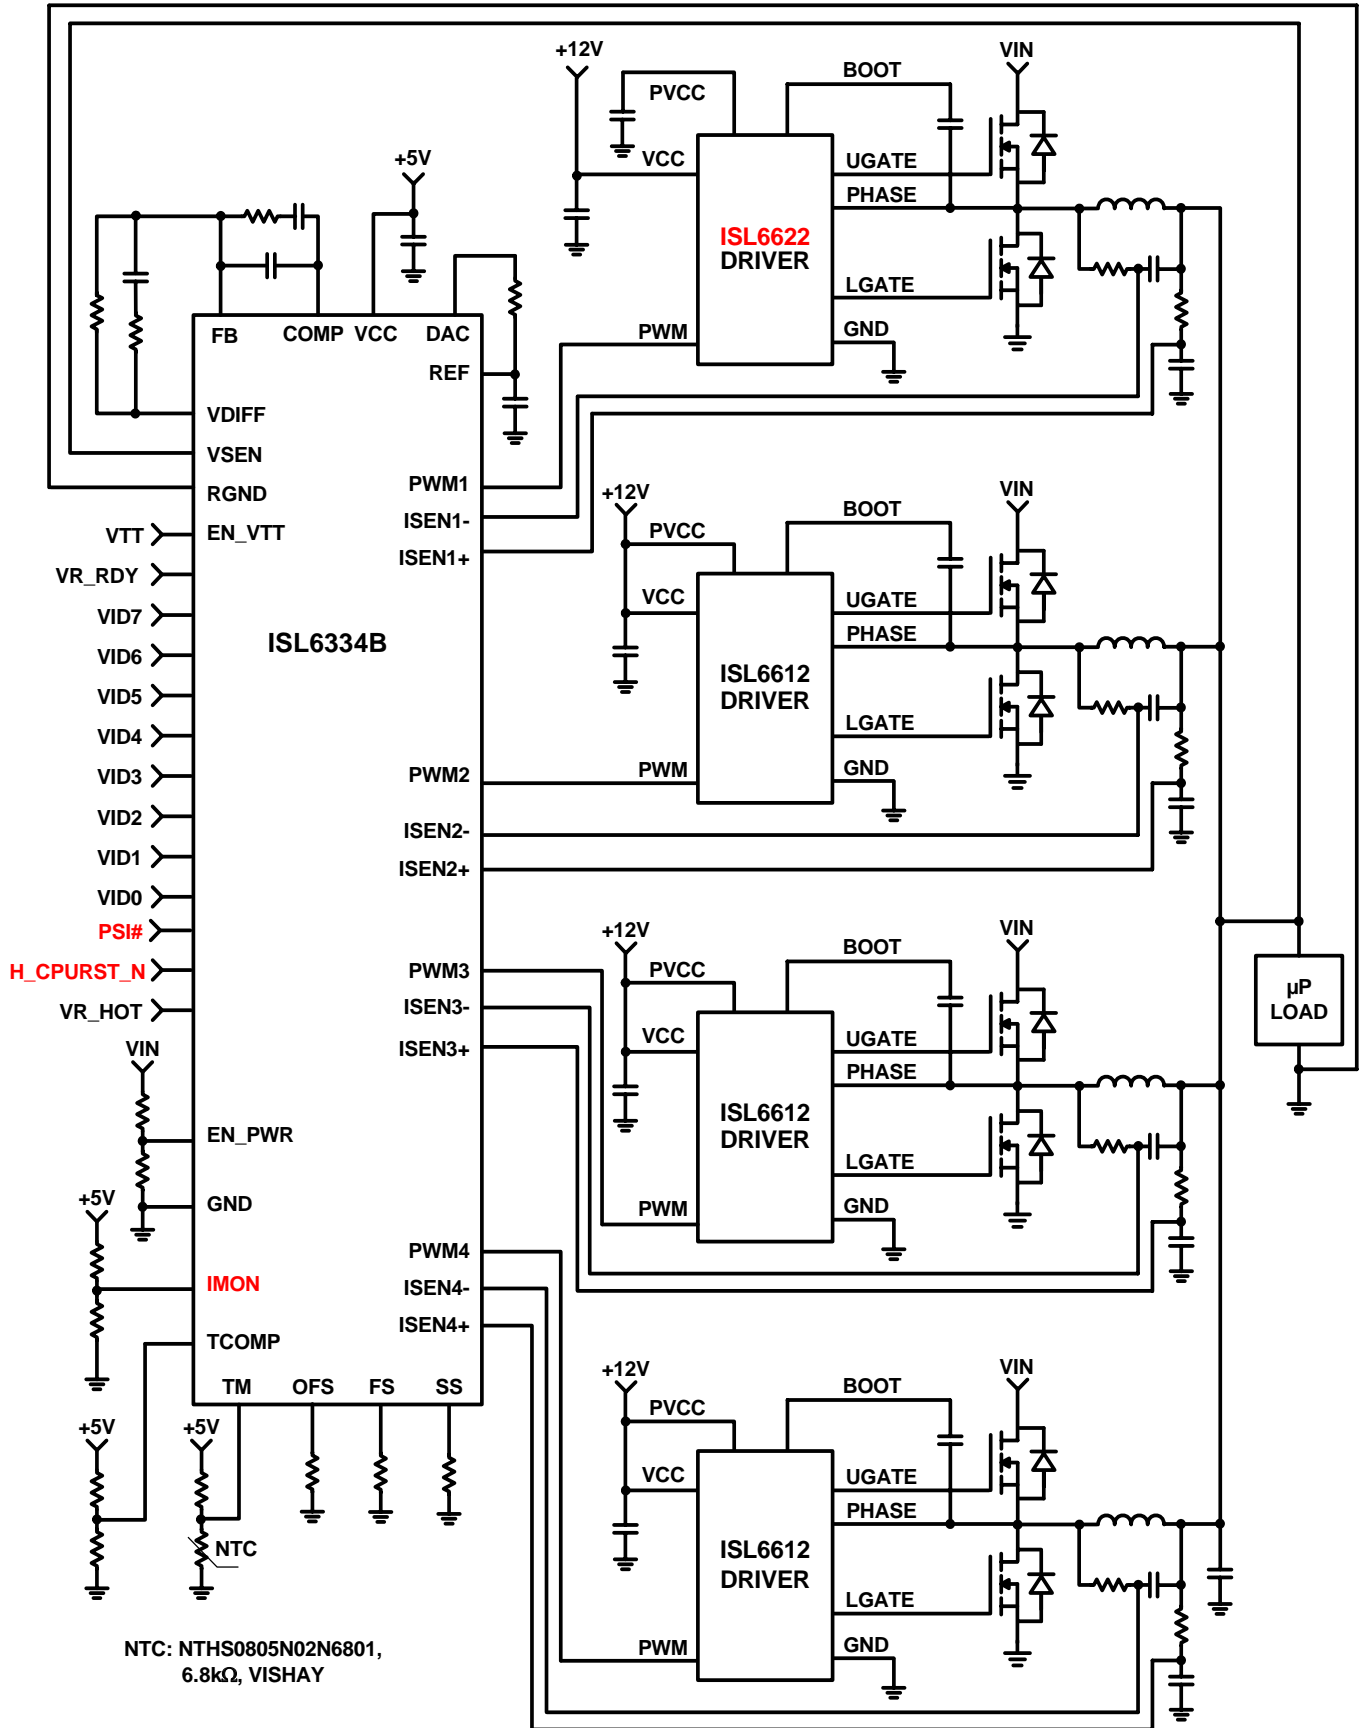 +12V
PVCC
BOOT
VIN
VCC
UGATE
PHASE
ISL6622
DRIVER
LGATE
GND
PWM
+5V
FB
COMP
VCC
DAC
REF
VDIFF
VSEN
RGND
EN_VTT
VTT
VR_RDY
VID7
VID6
VID5
VID4
VID3
VID2
VID1
VID0
PSI#
H_CPURST_N
VR_HOT
VIN
EN_PWR
GND
+5V
IMON
TCOMP
TM
OFS
FS
SS
+5V
+5V
NTC
ISL6334B
PWM1
ISEN1-
ISEN1+
PWM2
ISEN2-
ISEN2+
PWM3
ISEN3-
ISEN3+
PWM4
ISEN4-
ISEN4+
+12V
PVCC
BOOT
VIN
VCC
UGATE
PHASE
ISL6612
DRIVER
LGATE
GND
PWM
+12V
PVCC
BOOT
VIN
VCC
UGATE
PHASE
ISL6612
DRIVER
LGATE
GND
PWM
+12V
PVCC
BOOT
VIN
VCC
UGATE
PHASE
ISL6612
DRIVER
LGATE
GND
PWM
µP
LOAD
NTC: NTHS0805N02N6801,
6.8kΩ, VISHAY